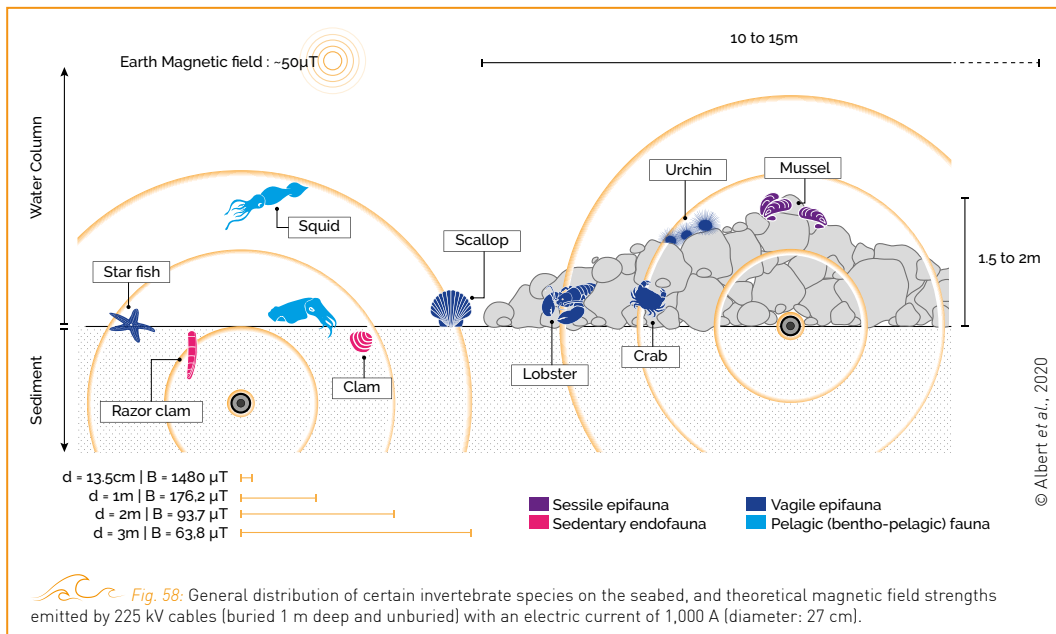 10 to 15m
Earth Magnetic field : ~50µT
Water Column
Sediment
Urchin
Mussel
Squid
Scallop
Star fish
1.5 to 2m
Razor clam
Clam
Lobster
Crab
d = 13.5cm | B = 1480 µT
d = 1m | B = 176,2 µT
d = 2m | B = 93,7 µT
d = 3m | B = 63,8 µT
Sessile epifauna
Sedentary endofauna
Vagile epifauna
Pelagic (bentho-pelagic) fauna
© Albert et al., 2020
Fig. 58: General distribution of certain invertebrate species on the seabed, and theoretical magnetic field strengths
emitted by 225 kV cables (buried 1 m deep and unburied) with an electric current of 1,000 A (diameter: 27 cm).